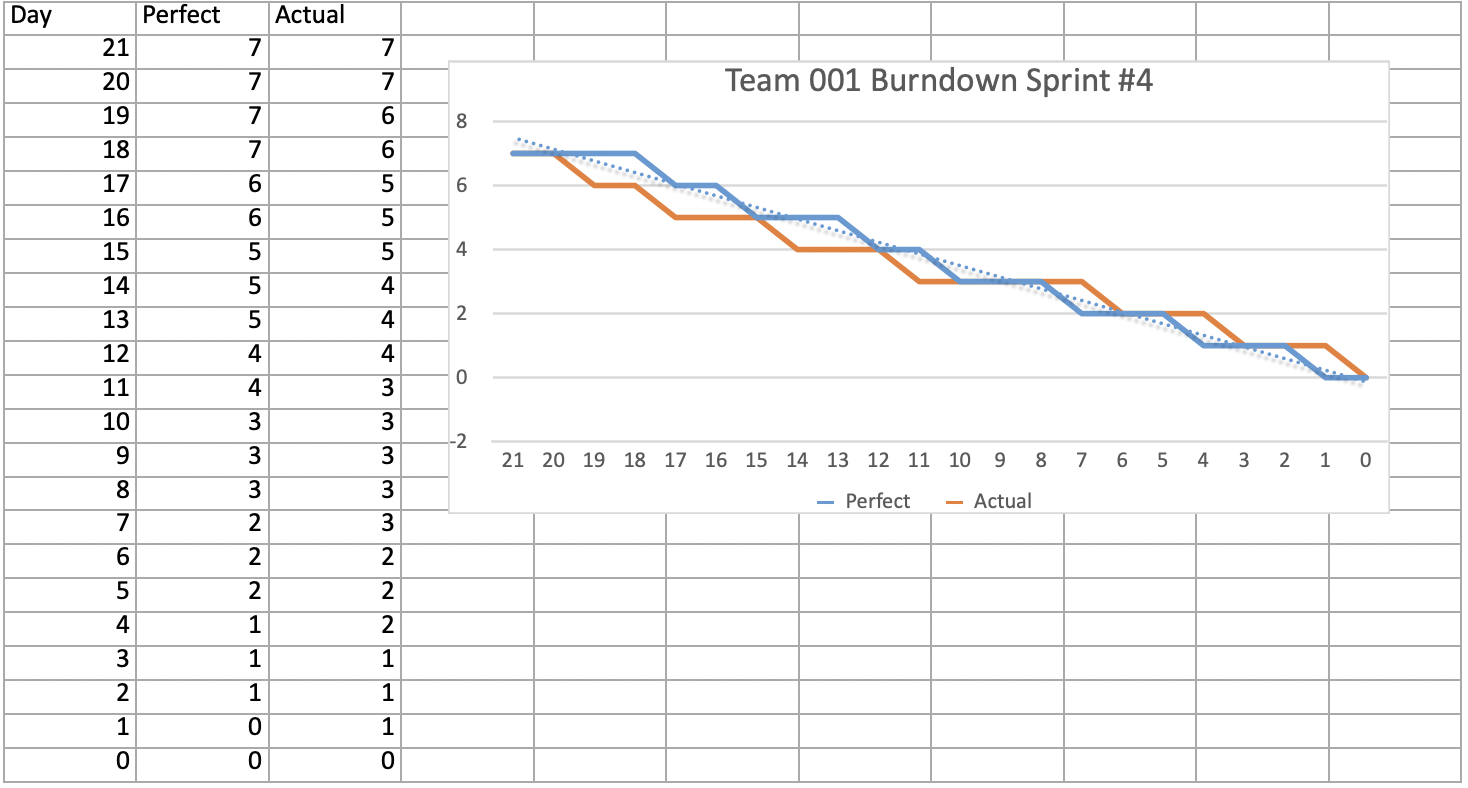 Day Perfect Actual
21 7 7
20 7 7
19 7 6
18 7 6
17 6 5
16 6 5
15 5 5
14 5 4
13 5 4
12 4 4
11 4 3
10 3 3
9 3 3
8 3 3
7 2 3
6 2 2
5 2 2
4 1 2
3 1 1
2 1 1
1 0 1
0 0 0
Team 001 Burndown Sprint #4
8
6
4
2
0
-2
21 20 19 18 17 16 15 14 13 12 11 10 9 8 7 6 5 4 3 2 1 0
Perfect Actual